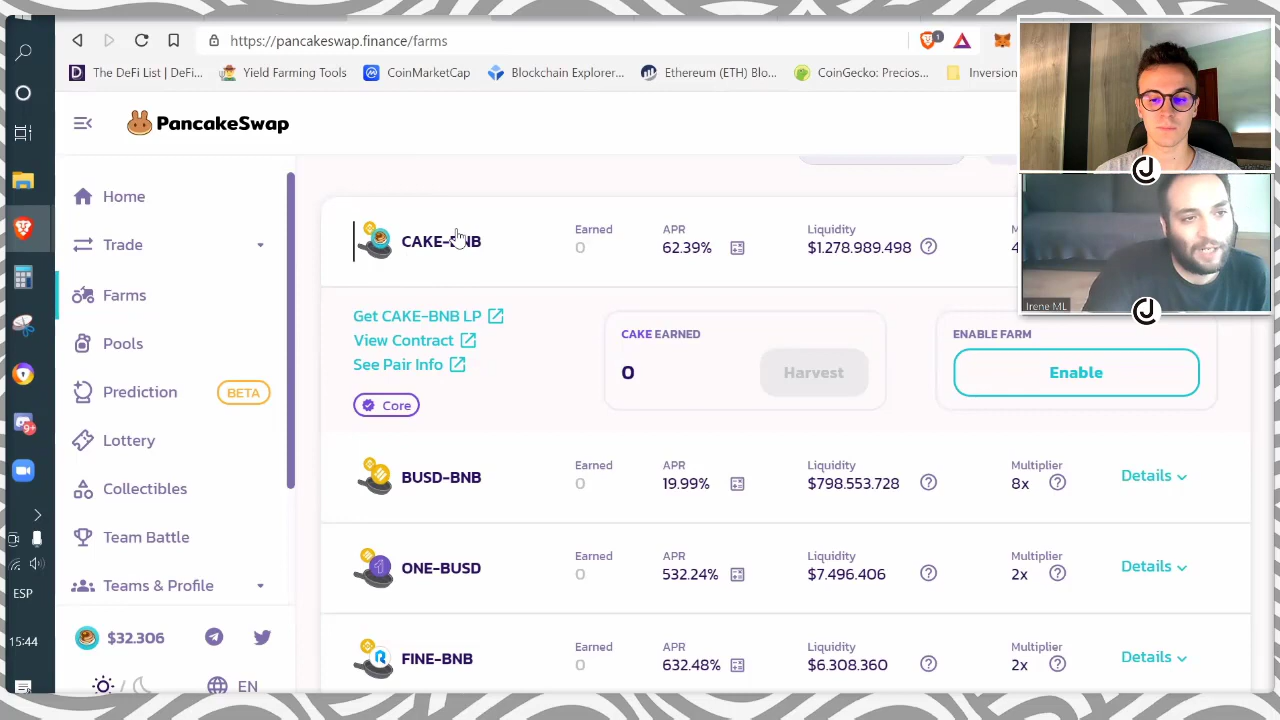 https://pancakeswap.finance/farms
1
The DeFi List | DeFi...
Yield Farming Tools
CoinMarketCap
Blockchain Explorer...
Ethereum (ETH) Blo...
CoinGecko: Precios...
Inversion
PancakeSwap
Home
Trade
Farms
Pools
Prediction
BETA
Lottery
Collectibles
Team Battle
Teams & Profile
$32.306
EN
CAKE-BNB
Earned
0
APR
62.39%
Liquidity
$1.278.989.498
M
4
Get CAKE-BNB LP
View Contract
See Pair Info
Core
CAKE EARNED
0
Harvest
ENABLE FARM
Enable
BUSD-BNB
Earned
0
APR
19.99%
Liquidity
$798.553.728
Multiplier
8x
Details
ONE-BUSD
Earned
0
APR
532.24%
Liquidity
$7.496.406
Multiplier
2x
Details
FINE-BNB
Earned
0
APR
632.48%
Liquidity
$6.308.360
Multiplier
2x
Details
Irene ML
9+
ESP
15:44